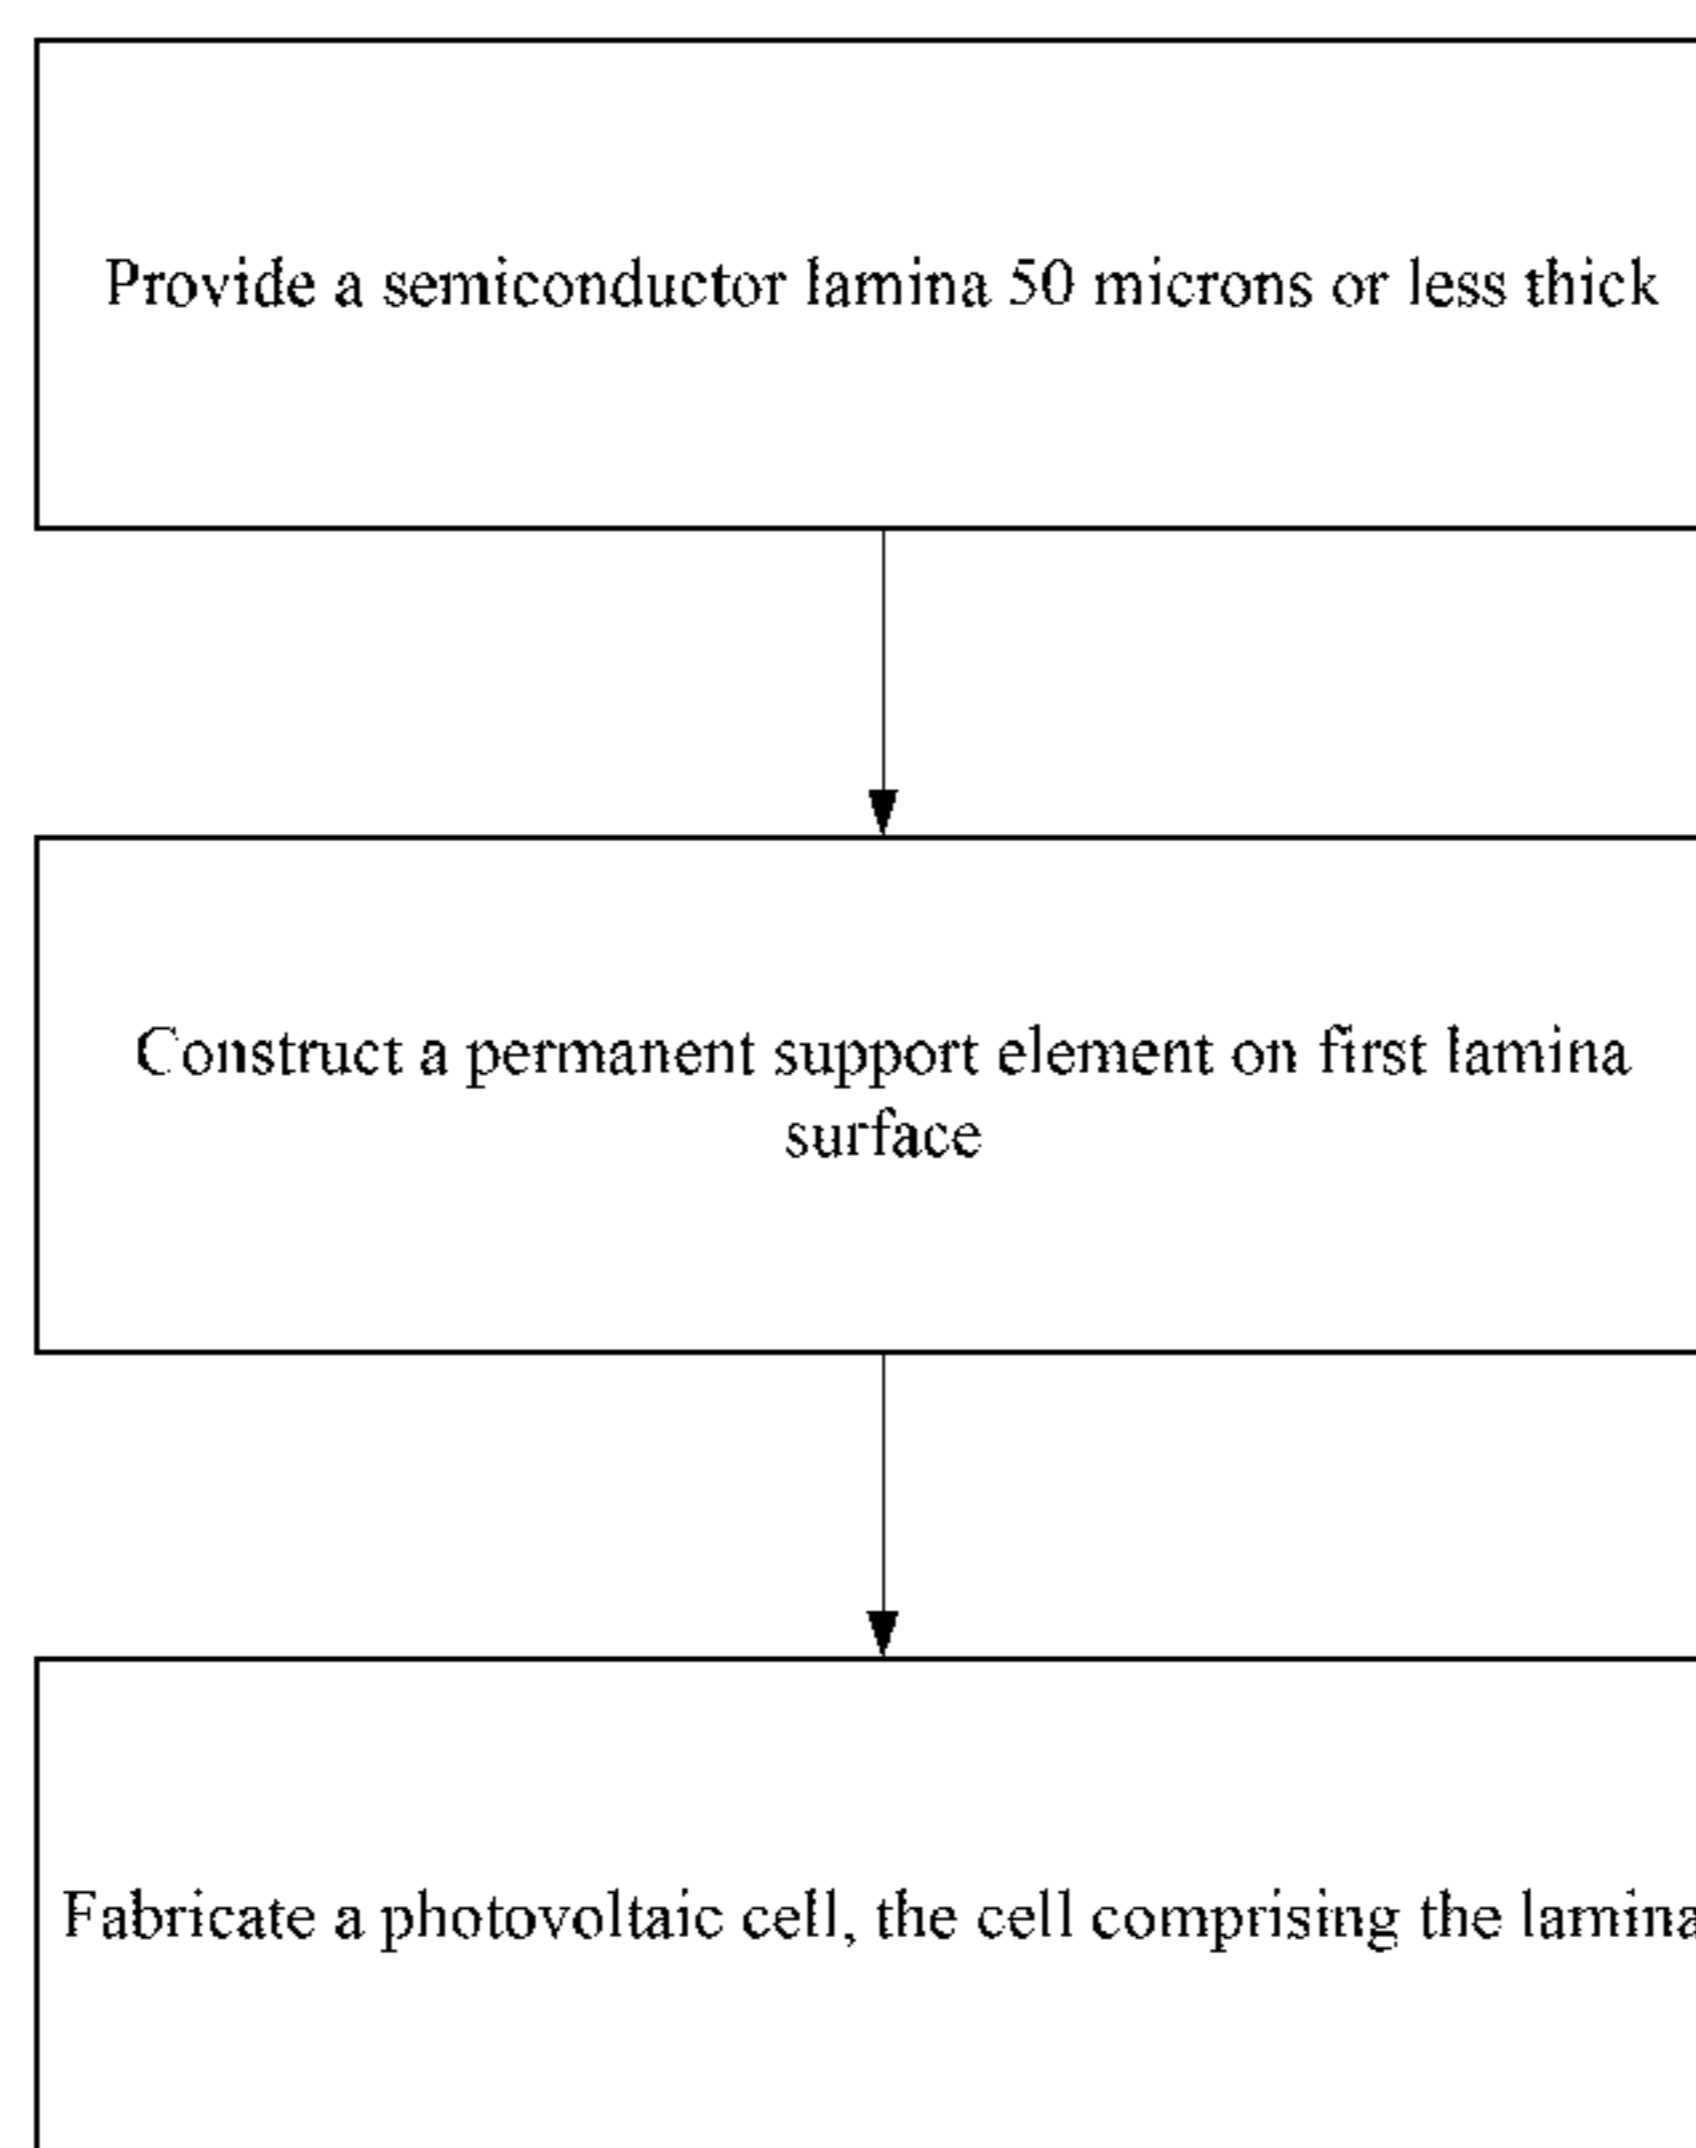 Provide a semiconductor lamina 50 microns or less thick
Construct a permanent support element on first lamina
surface
Fabricate a photovoltaic cell, the cell comprising the lamina